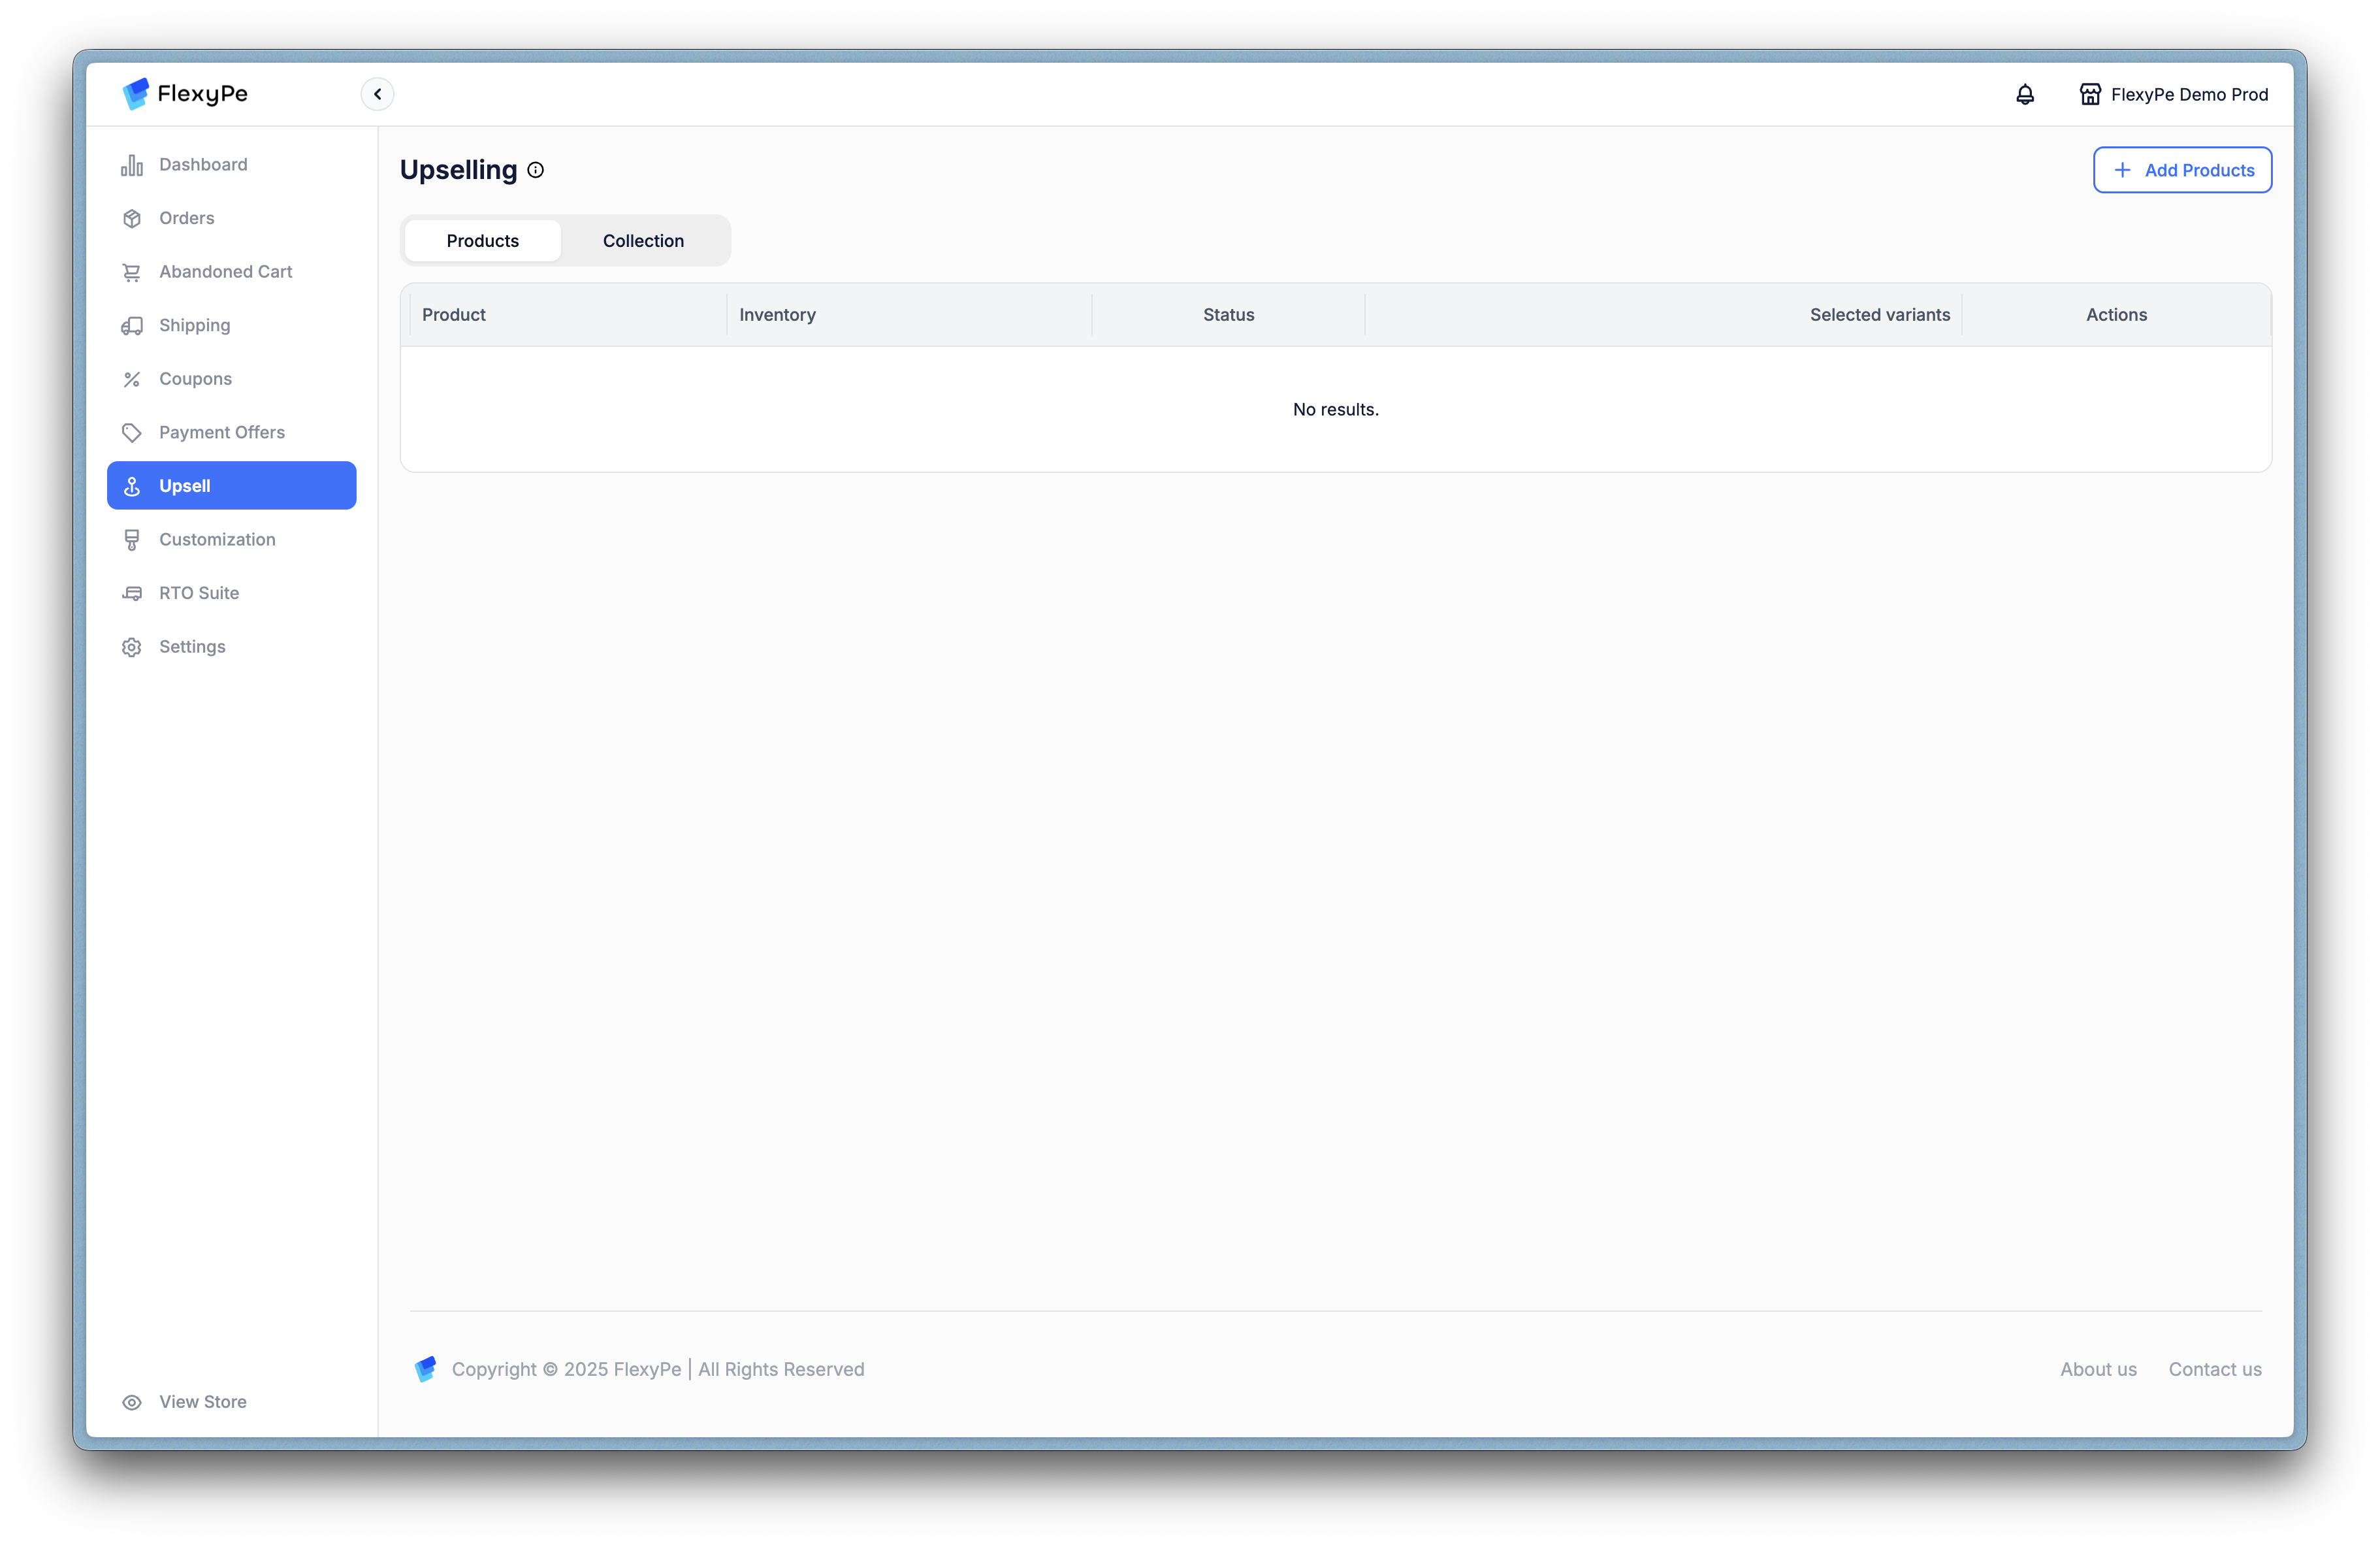 FlexyPe
FlexyPe Demo Prod
Dashboard
Orders
Abandoned Cart
Shipping
Coupons
Payment Offers
Upsell
Customization
RTO Suite
Settings
View Store
Upselling
Add Products
Products Collection
Product Inventory Status Selected variants Actions
No results.
Copyright © 2025 FlexyPe | All Rights Reserved
About us Contact us